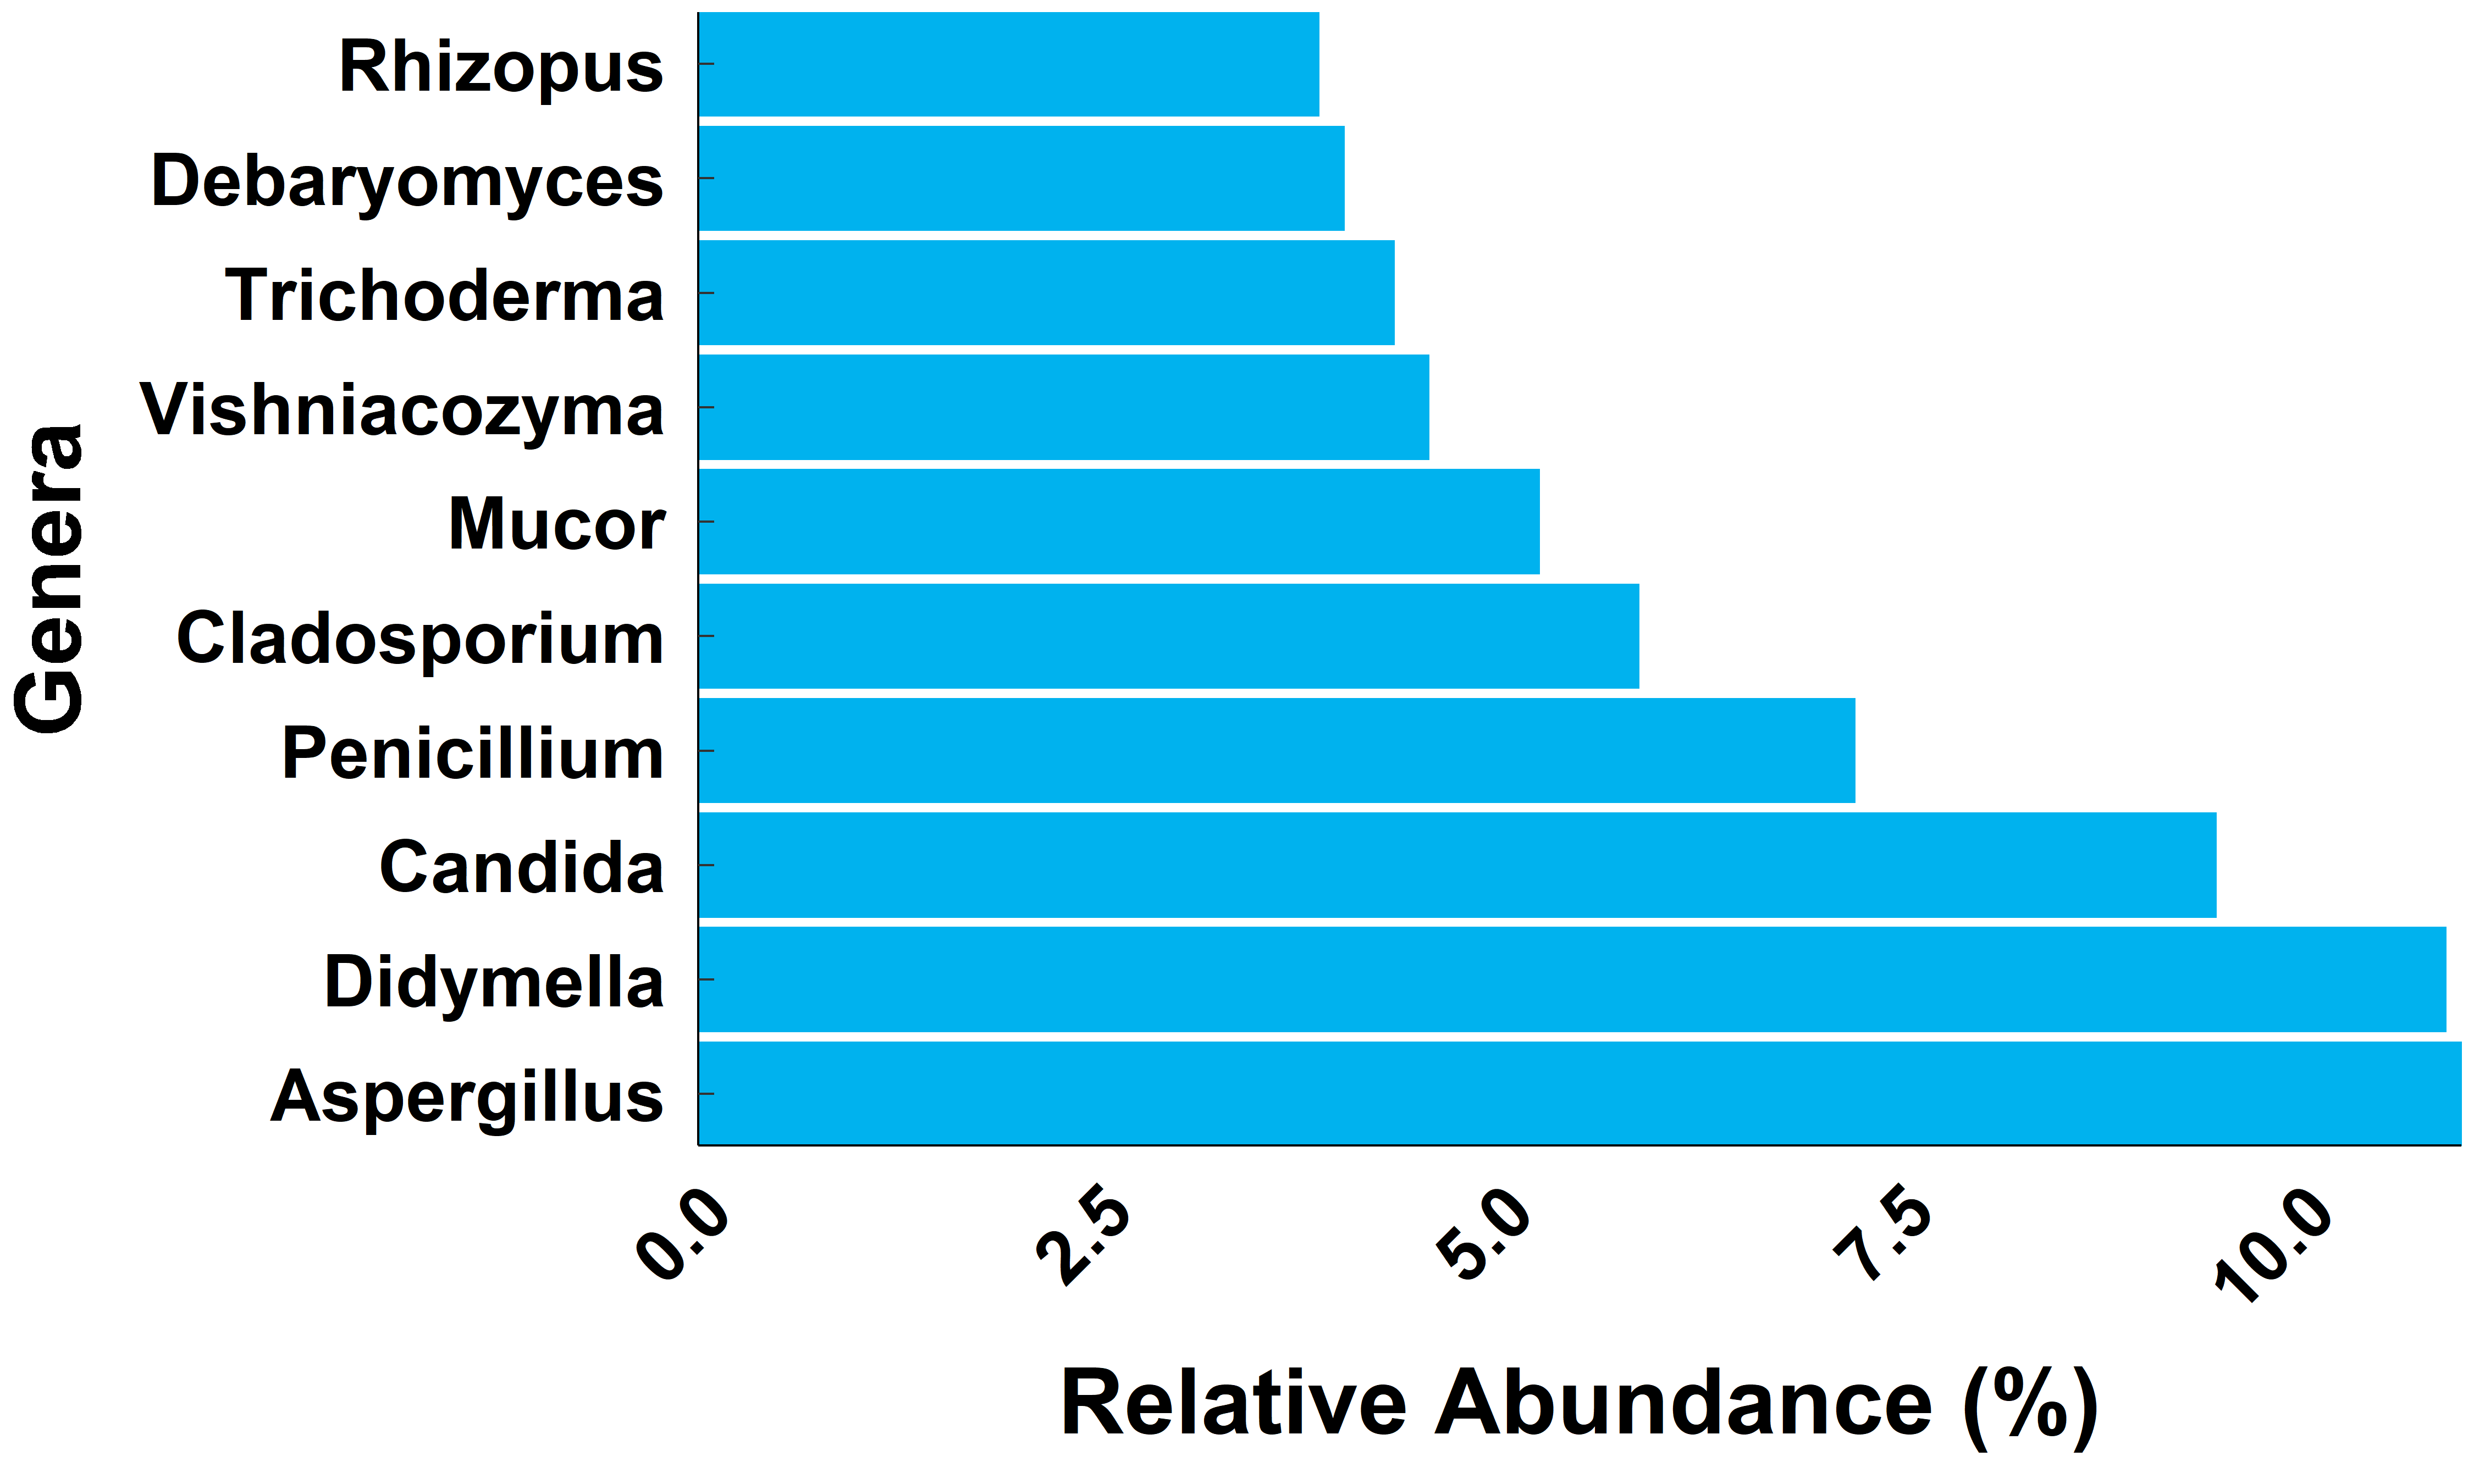 Genera
Rhizopus
Debaryomyces
Trichoderma
Vishniacozyma
Mucor
Cladosporium
Penicillium
Candida
Didymella
Aspergillus
0.0
2.5
5.0
7.5
10.0
Relative Abundance (%)